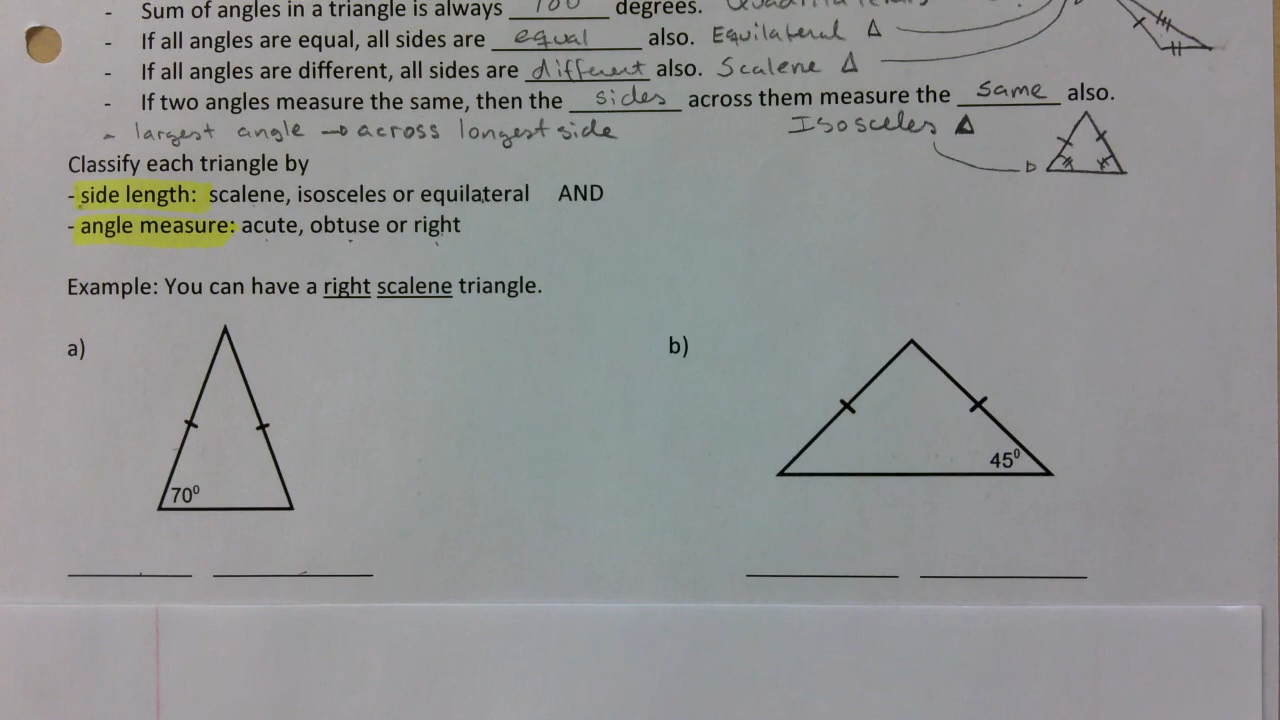 - Sum of angles in a triangle is always 180 degrees.
- If all angles are equal, all sides are equal also. Equilateral Δ
- If all angles are different, all sides are different also. Scalene Δ
- If two angles measure the same, then the sides across them measure the same also.
- largest angle → across longest side Isosceles Δ
Classify each triangle by
- side length: scalene, isosceles or equilateral AND
- angle measure: acute, obtuse or right
Example: You can have a right scalene triangle.
a) b)
70⁰ 45⁰